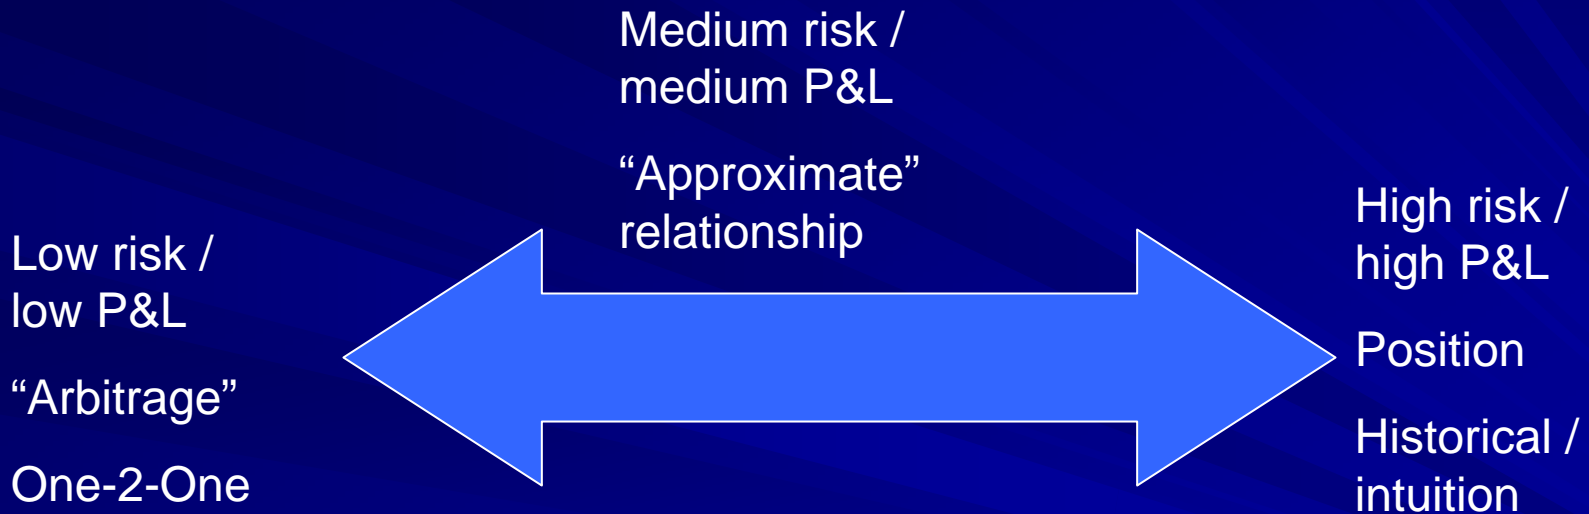 Low risk /
low P&L
“Arbitrage”
One-2-One
Medium risk /
medium P&L
“Approximate”
relationship
High risk /
high P&L
Position
Historical /
intuition